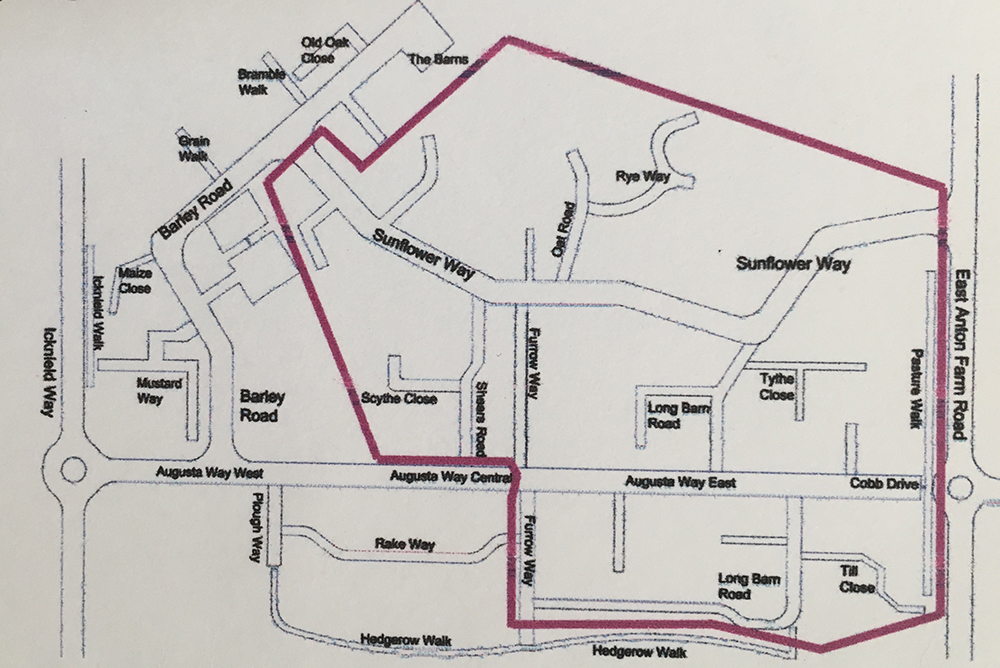 Old Oak
Close
The Barns
Bramble
Walk
Grain
Walk
Rye Way
Barley Road
Oat Road
Sunflower Way
Sunflower Way
Maize
Close
Icknield Walk
East Anton Farm Road
Icknield Way
Furrow Way
Pasture Walk
Mustard
Way
Barley
Road
Scythe Close
Shears Road
Tythe
Close
Long Barn
Road
Augusta Way West
Augusta Way Central
Augusta Way East
Cobb Drive
Plough Way
Rake Way
Furrow Way
Long Barn
Road
Till
Close
Hedgerow Walk
Hedgerow Walk